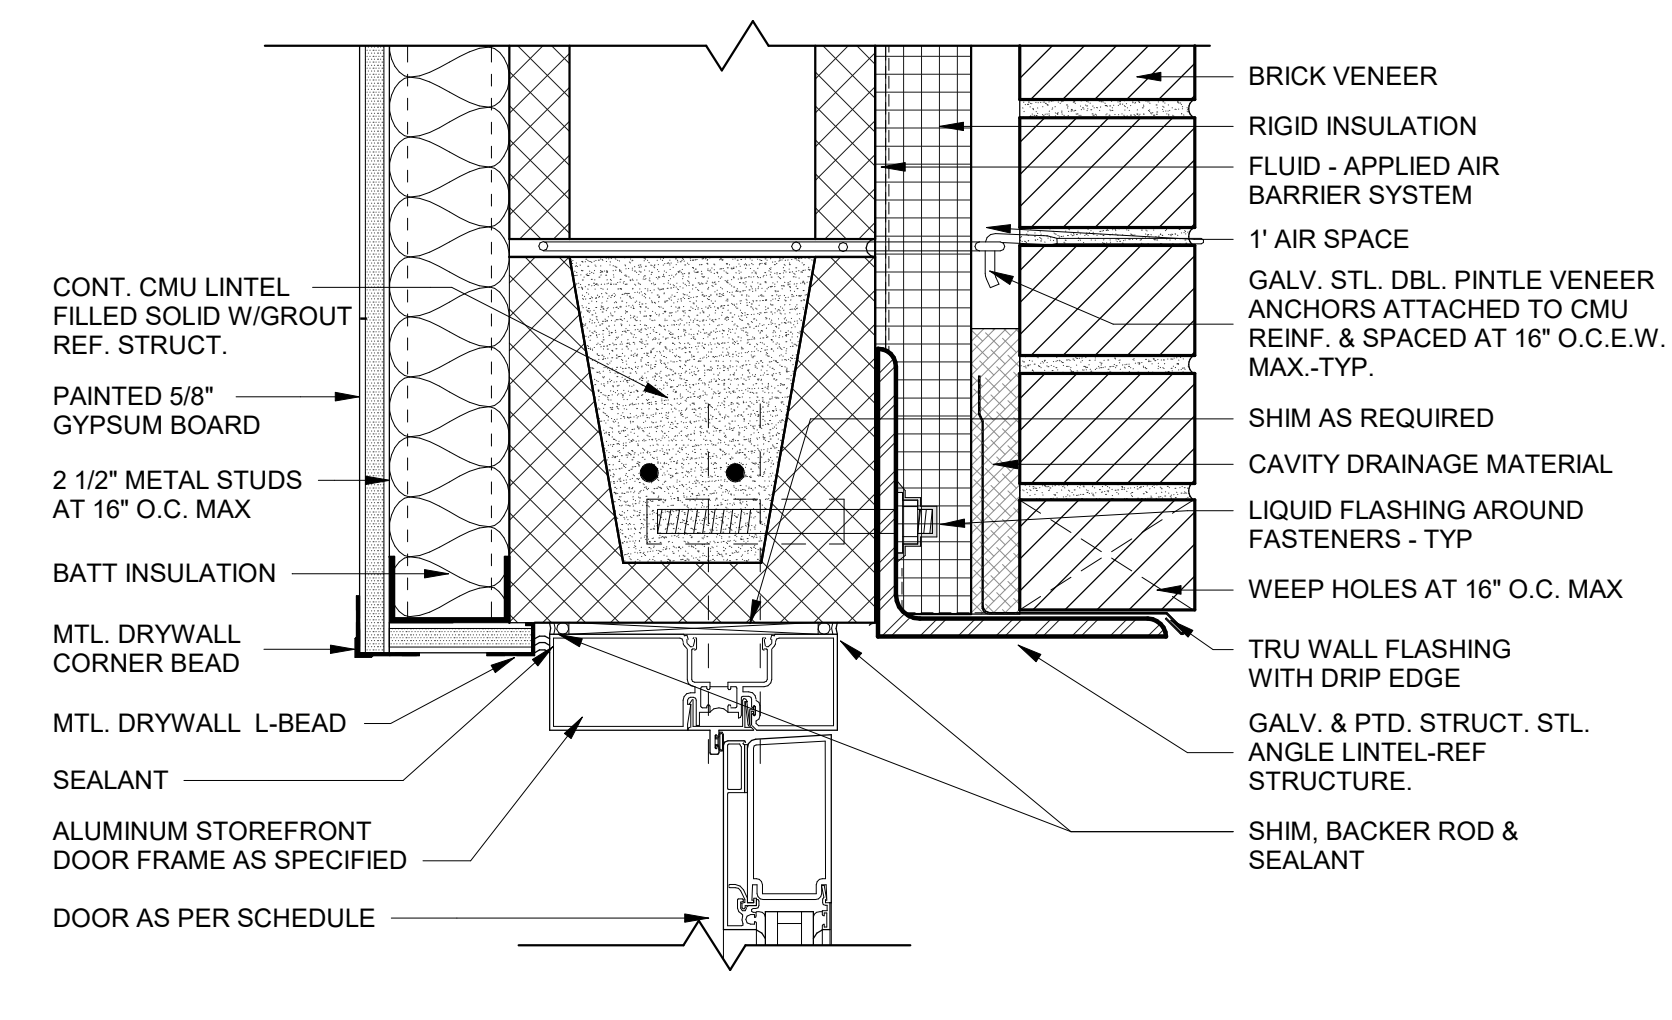 CONT. CMU LINTEL
FILLED SOLID W/GROUT
REF. STRUCT.
PAINTED 5/8"
GYPSUM BOARD
2 1/2" METAL STUDS
AT 16" O.C. MAX
BATT INSULATION
MTL. DRYWALL
CORNER BEAD
MTL. DRYWALL L-BEAD
SEALANT
ALUMINUM STOREFRONT
DOOR FRAME AS SPECIFIED
DOOR AS PER SCHEDULE
BRICK VENEER
RIGID INSULATION
FLUID - APPLIED AIR
BARRIER SYSTEM
1' AIR SPACE
GALV. STL. DBL. PINTLE VENEER
ANCHORS ATTACHED TO CMU
REINF. & SPACED AT 16" O.C.E.W.
MAX.-TYP.
SHIM AS REQUIRED
CAVITY DRAINAGE MATERIAL
LIQUID FLASHING AROUND
FASTENERS - TYP
WEEP HOLES AT 16" O.C. MAX
TRU WALL FLASHING
WITH DRIP EDGE
GALV. & PTD. STRUCT. STL.
ANGLE LINTEL-REF
STRUCTURE.
SHIM, BACKER ROD &
SEALANT